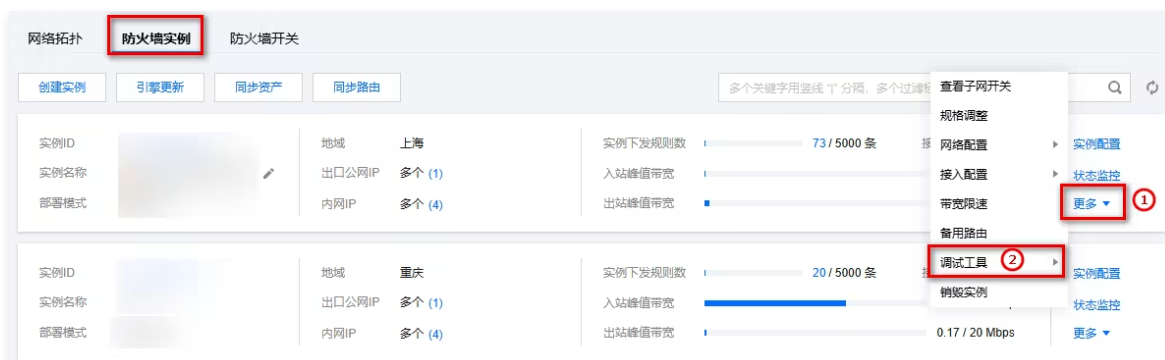 网络拓扑 防火墙实例 防火墙开关
创建实例 引擎更新 同步资产 同步路由 多个关键字用竖线 "|" 分隔，多个过滤标
查看子网开关
规格调整
实例ID 地域 上海 实例下发规则数 73 / 5000 条 网络配置 实例配置
实例名称 出口公网IP 多个 (1) 入站峰值带宽 接入配置 状态监控
部署模式 内网IP 多个 (4) 出站峰值带宽 带宽限速 更多 ①
备用路由
调试工具 ②
实例ID 地域 重庆 实例下发规则数 20 / 5000 条 实例配置
销毁实例
实例名称 出口公网IP 多个 (1) 入站峰值带宽 状态监控
部署模式 内网IP 多个 (4) 出站峰值带宽 0.17 / 20 Mbps 更多